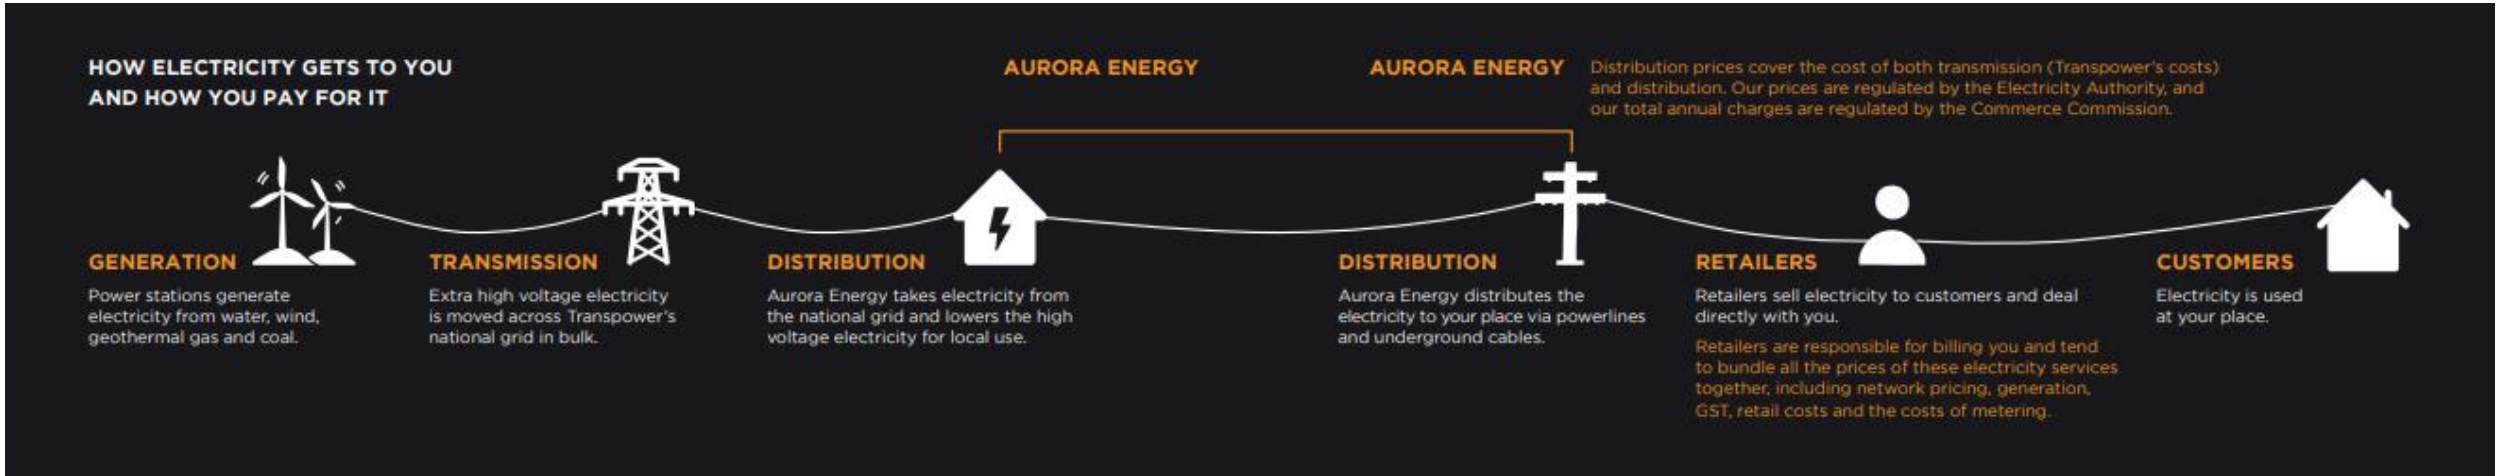 HOW ELECTRICITY GETS TO YOU
AND HOW YOU PAY FOR IT
AURORA ENERGY
AURORA ENERGY
Distribution prices cover the cost of both transmission (Transpower's costs)
and distribution. Our prices are regulated by the Electricity Authority, and
our total annual charges are regulated by the Commerce Commission.
GENERATION
Power stations generate
electricity from water, wind,
geothermal gas and coal.
TRANSMISSION
Extra high voltage electricity
is moved across Transpower's
national grid in bulk.
DISTRIBUTION
Aurora Energy takes electricity from
the national grid and lowers the high
voltage electricity for local use.
DISTRIBUTION
Aurora Energy distributes the
electricity to your place via powerlines
and underground cables.
RETAILERS
Retailers sell electricity to customers and deal
directly with you.
Retailers are responsible for billing you and tend
to bundle all the prices of these electricity services
together, including network pricing, generation,
GST, retail costs and the costs of metering.
CUSTOMERS
Electricity is used
at your place.